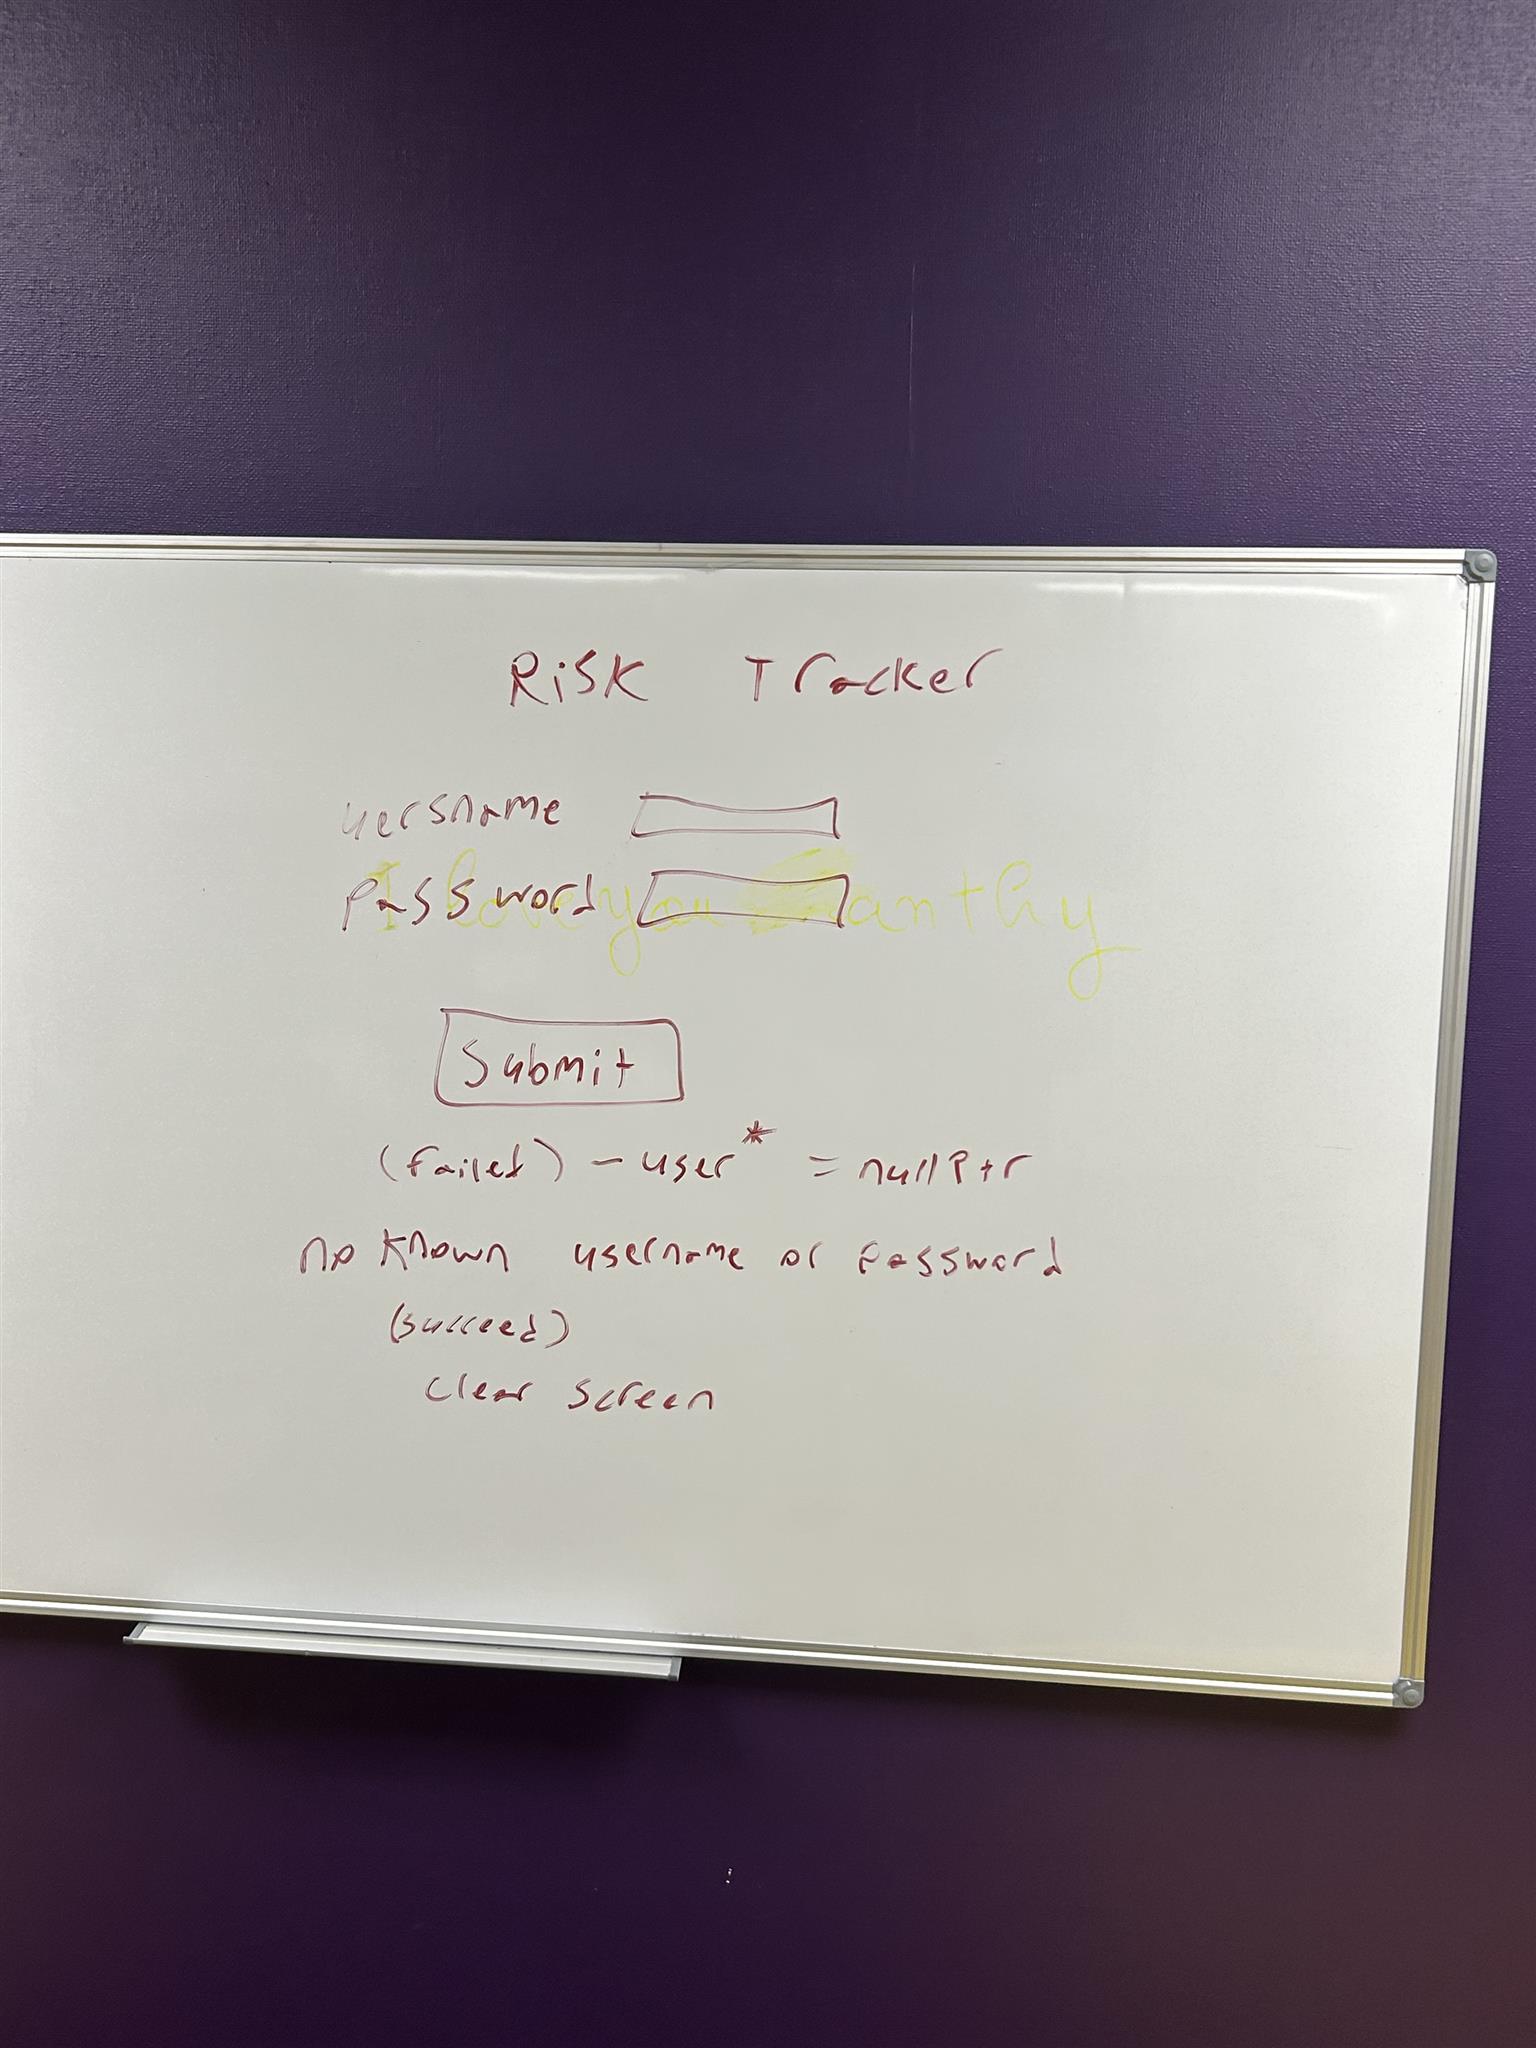 Risk Tracker
uersname
password
I love you anthy
Submit
(failed) - user* = nullptr
no known username or password
(succeed)
clear screen